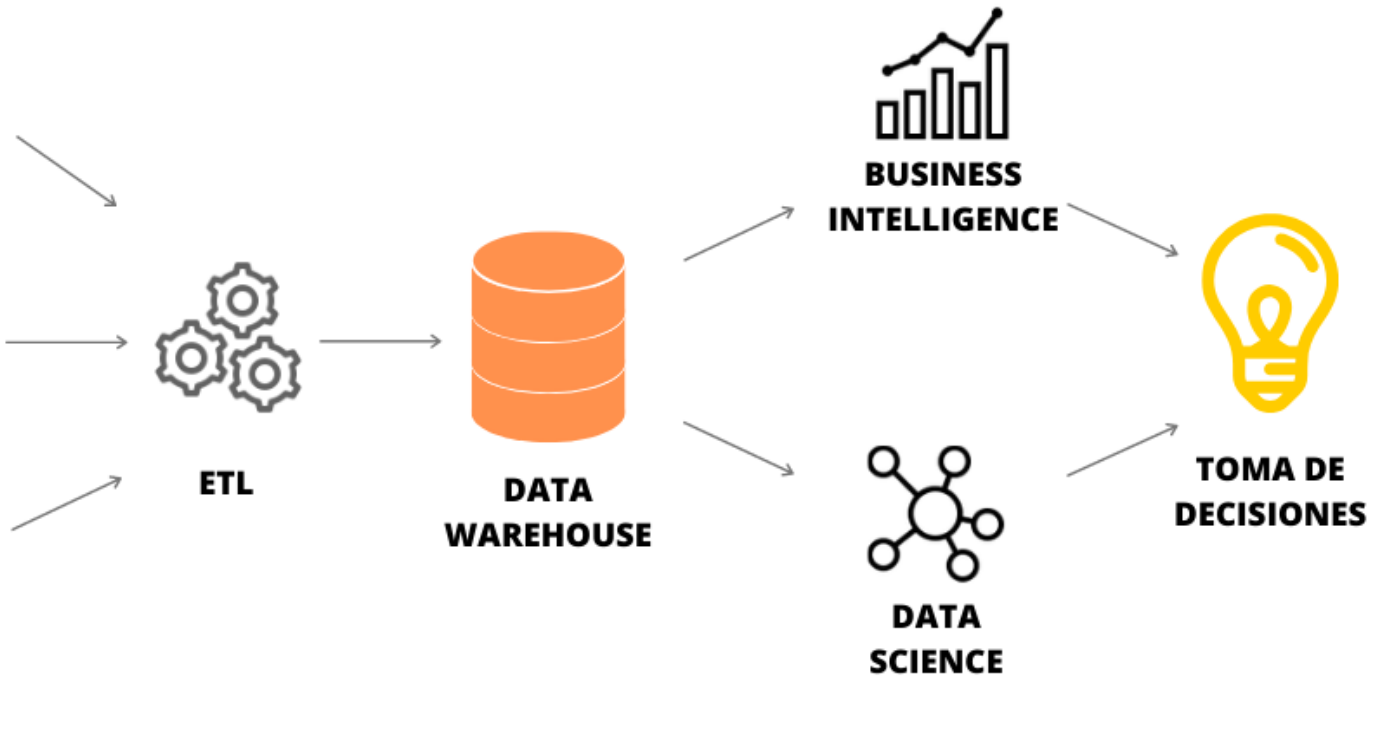 ETL
DATA
WAREHOUSE
BUSINESS
INTELLIGENCE
DATA
SCIENCE
TOMA DE
DECISIONES